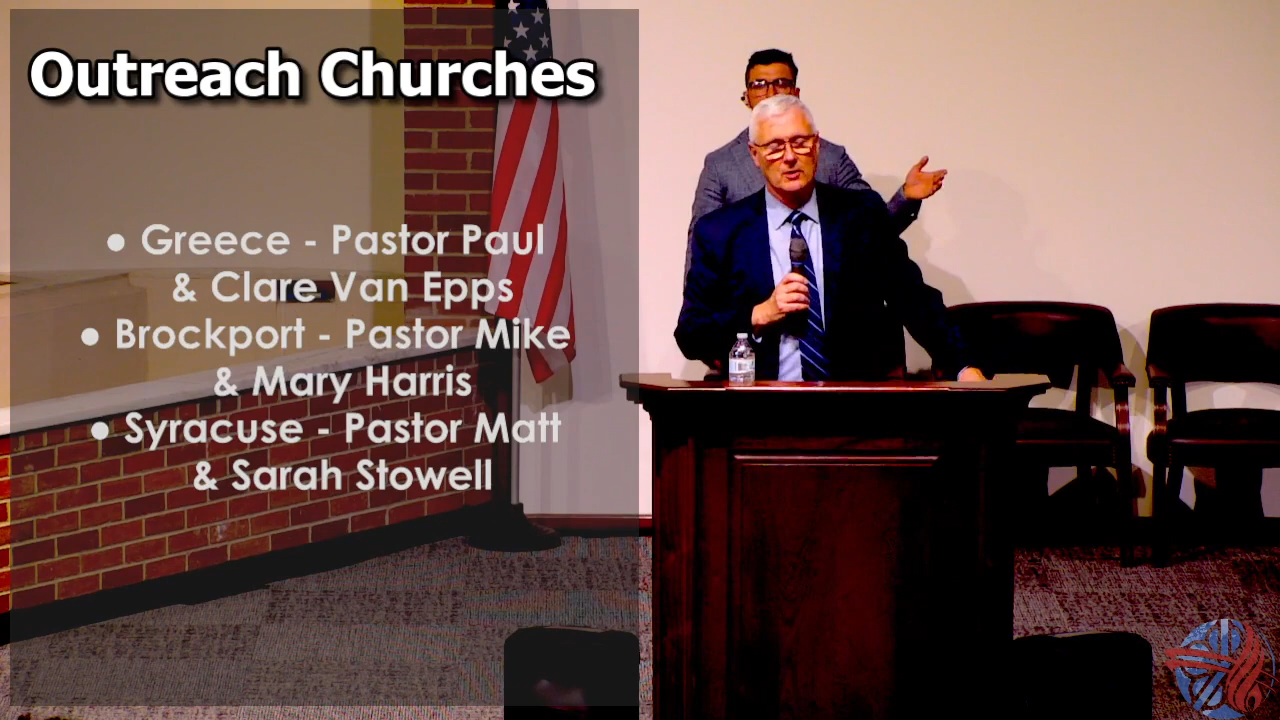 Outreach Churches
● Greece - Pastor Paul
& Clare Van Epps
● Brockport - Pastor Mike
& Mary Harris
● Syracuse - Pastor Matt
& Sarah Stowell